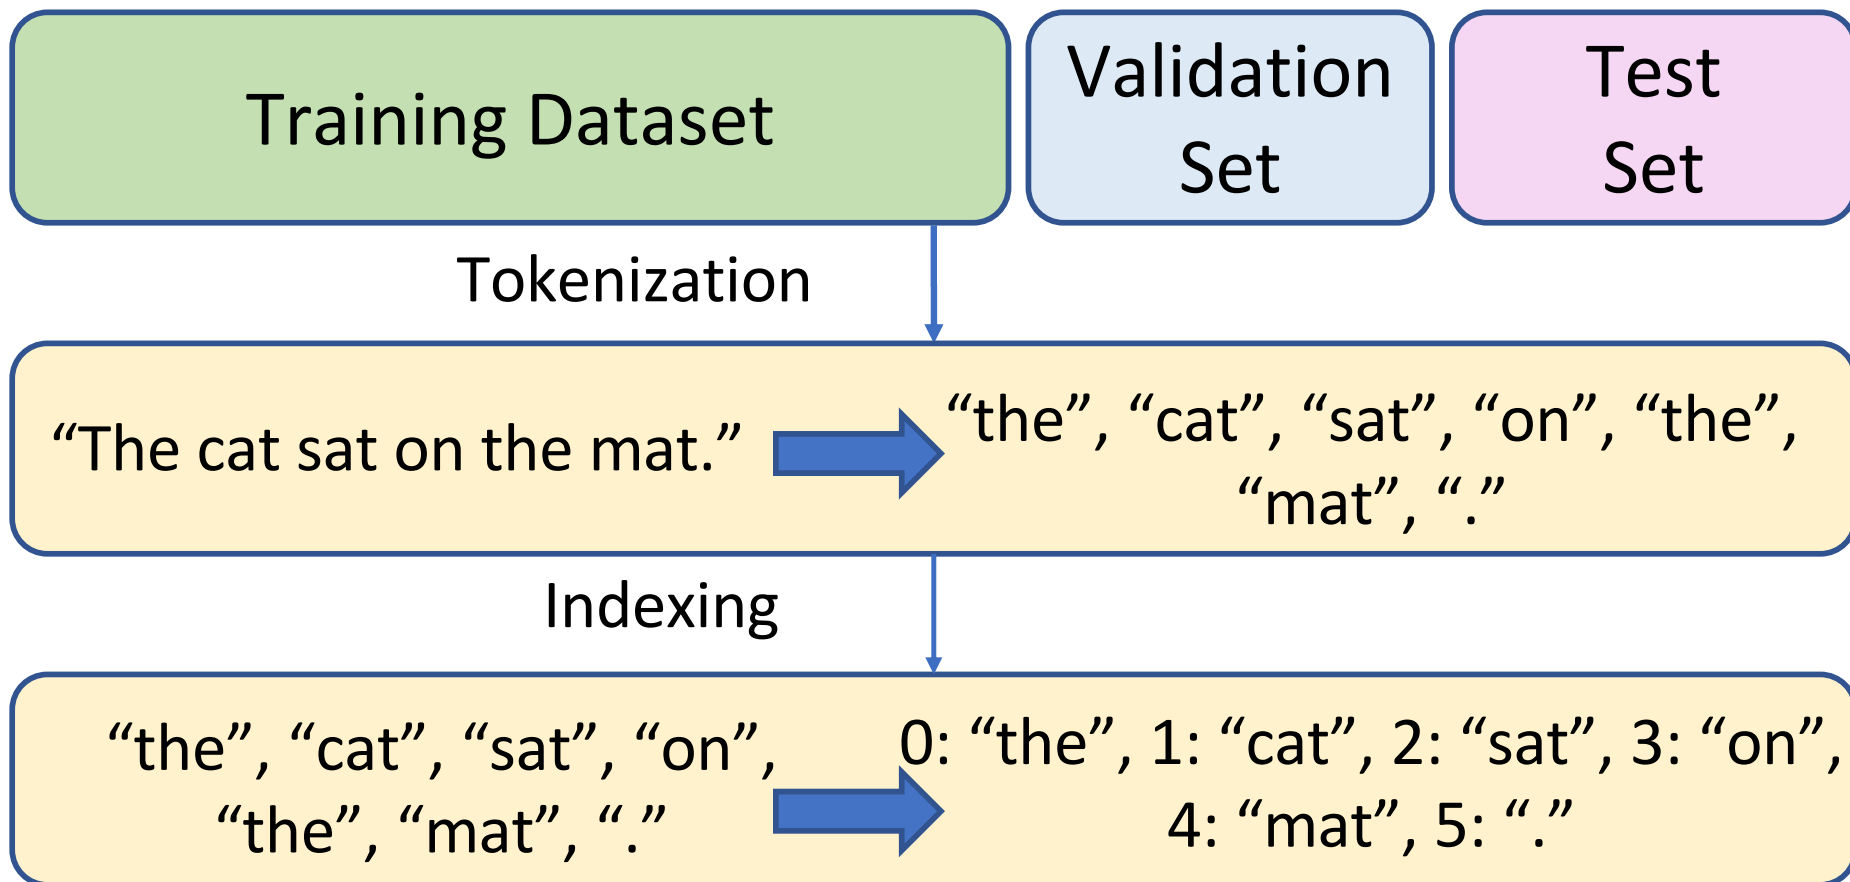 Training Dataset
Validation
Set
Test
Set
Tokenization
“The cat sat on the mat.”
“the”, “cat”, “sat”, “on”, “the”,
“mat”, “.”
Indexing
“the”, “cat”, “sat”, “on”,
“the”, “mat”, “.”
0: “the”, 1: “cat”, 2: “sat”, 3: “on”,
4: “mat”, 5: “.”